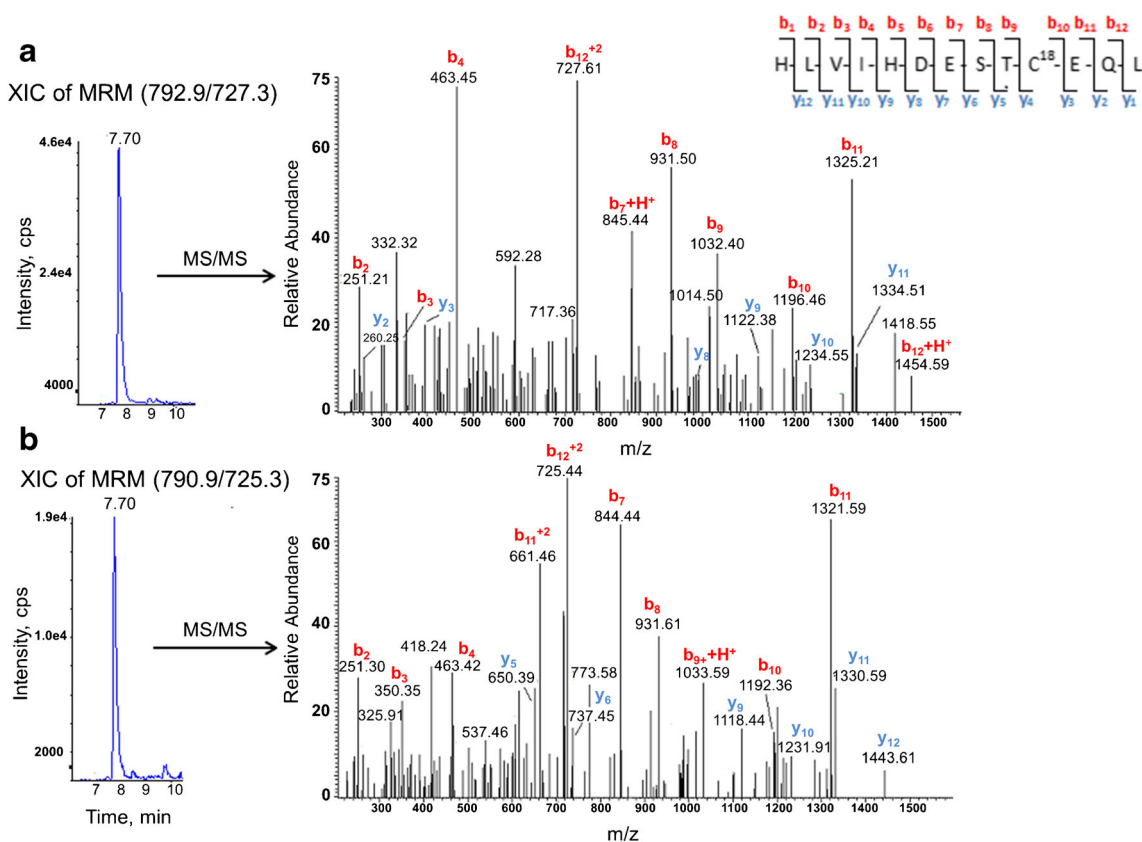 b1 b2 b3 b4 b5 b6 b7 b8 b9 b10 b11 b12
H-L-V-I-H-D-E-S-T-C18-E-Q-L
y12 y11 y10 y9 y8 y7 y6 y5 y4 y3 y2 y1
a
XIC of MRM (792.9/727.3)
4.6e4
7.70
2.4e4
4000
Intensity, cps
7 8 9 10
MS/MS
Relative Abundance
75
60
40
20
0
b2
251.21
y2
260.25
332.32
b3
y3
b4
463.45
592.28
717.36
b12+2
727.61
b7+H+
845.44
b8
931.50
y8
1014.50
b9
1032.40
y9
1122.38
b10
1196.46
y10
1234.55
b11
1325.21
y11
1334.51
1418.55
b12+H+
1454.59
300 400 500 600 700 800 900 1000 1100 1200 1300 1400 1500
m/z
b
XIC of MRM (790.9/725.3)
7.70
1.9e4
1.0e4
2000
Intensity, cps
7 8 9 10
Time, min
MS/MS
Relative Abundance
75
60
40
20
0
b2
251.30
325.91
b3
350.35
418.24
b4
463.42
537.46
y5
650.39
b11+2
661.46
b12+2
725.44
y6
737.45
773.58
b7
844.44
b8
931.61
b9++H+
1033.59
y9
1118.44
b10
1192.36
y10
1231.91
b11
1321.59
y11
1330.59
y12
1443.61
300 400 500 600 700 800 900 1000 1100 1200 1300 1400 1500
m/z